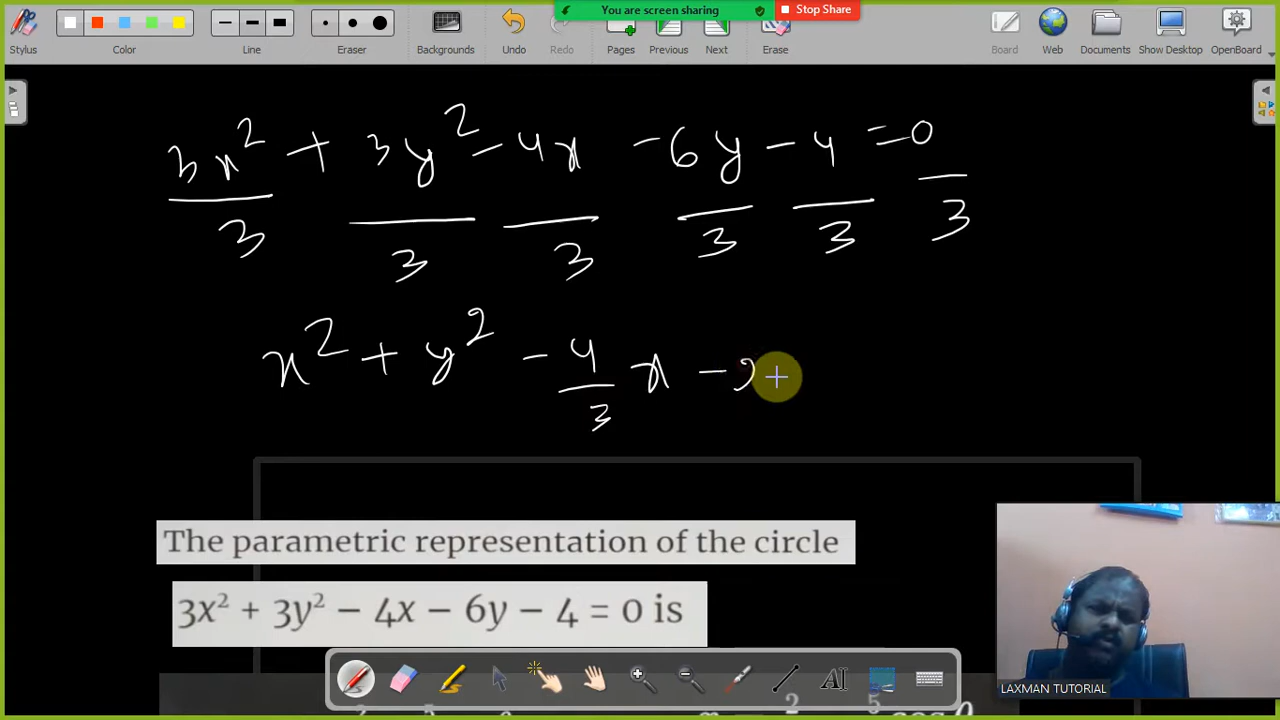 You are screen sharing Stop Share
Stylus Color Line Eraser Backgrounds Undo Redo Pages Previous Next Erase Board Web Documents Show Desktop OpenBoard
3x² + 3y² - 4x - 6y - 4 = 0
3 3 3 3 3 3
x² + y² - 4/3 x - 2
The parametric representation of the circle
3x² + 3y² − 4x − 6y − 4 = 0 is
LAXMAN TUTORIAL